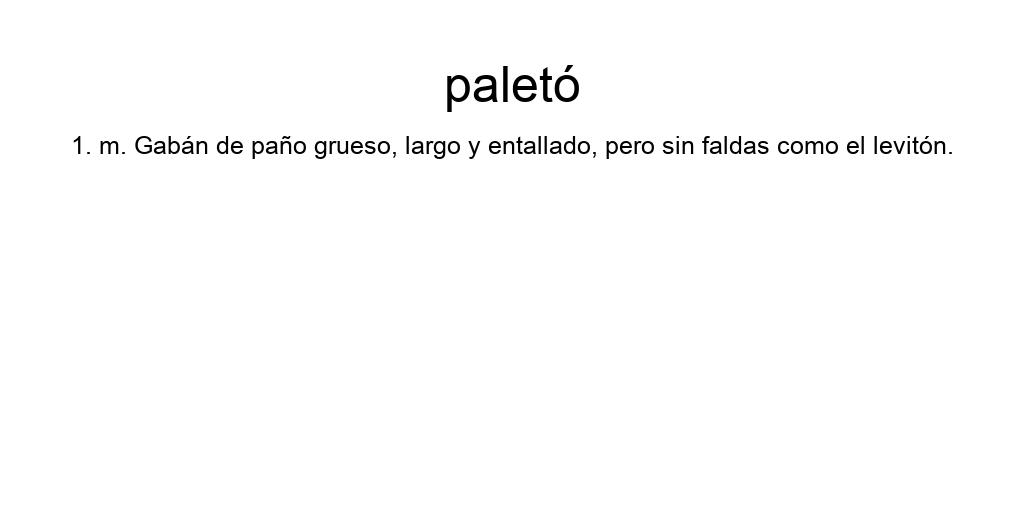 paletó
1. m. Gabán de paño grueso, largo y entallado, pero sin faldas como el levitón.